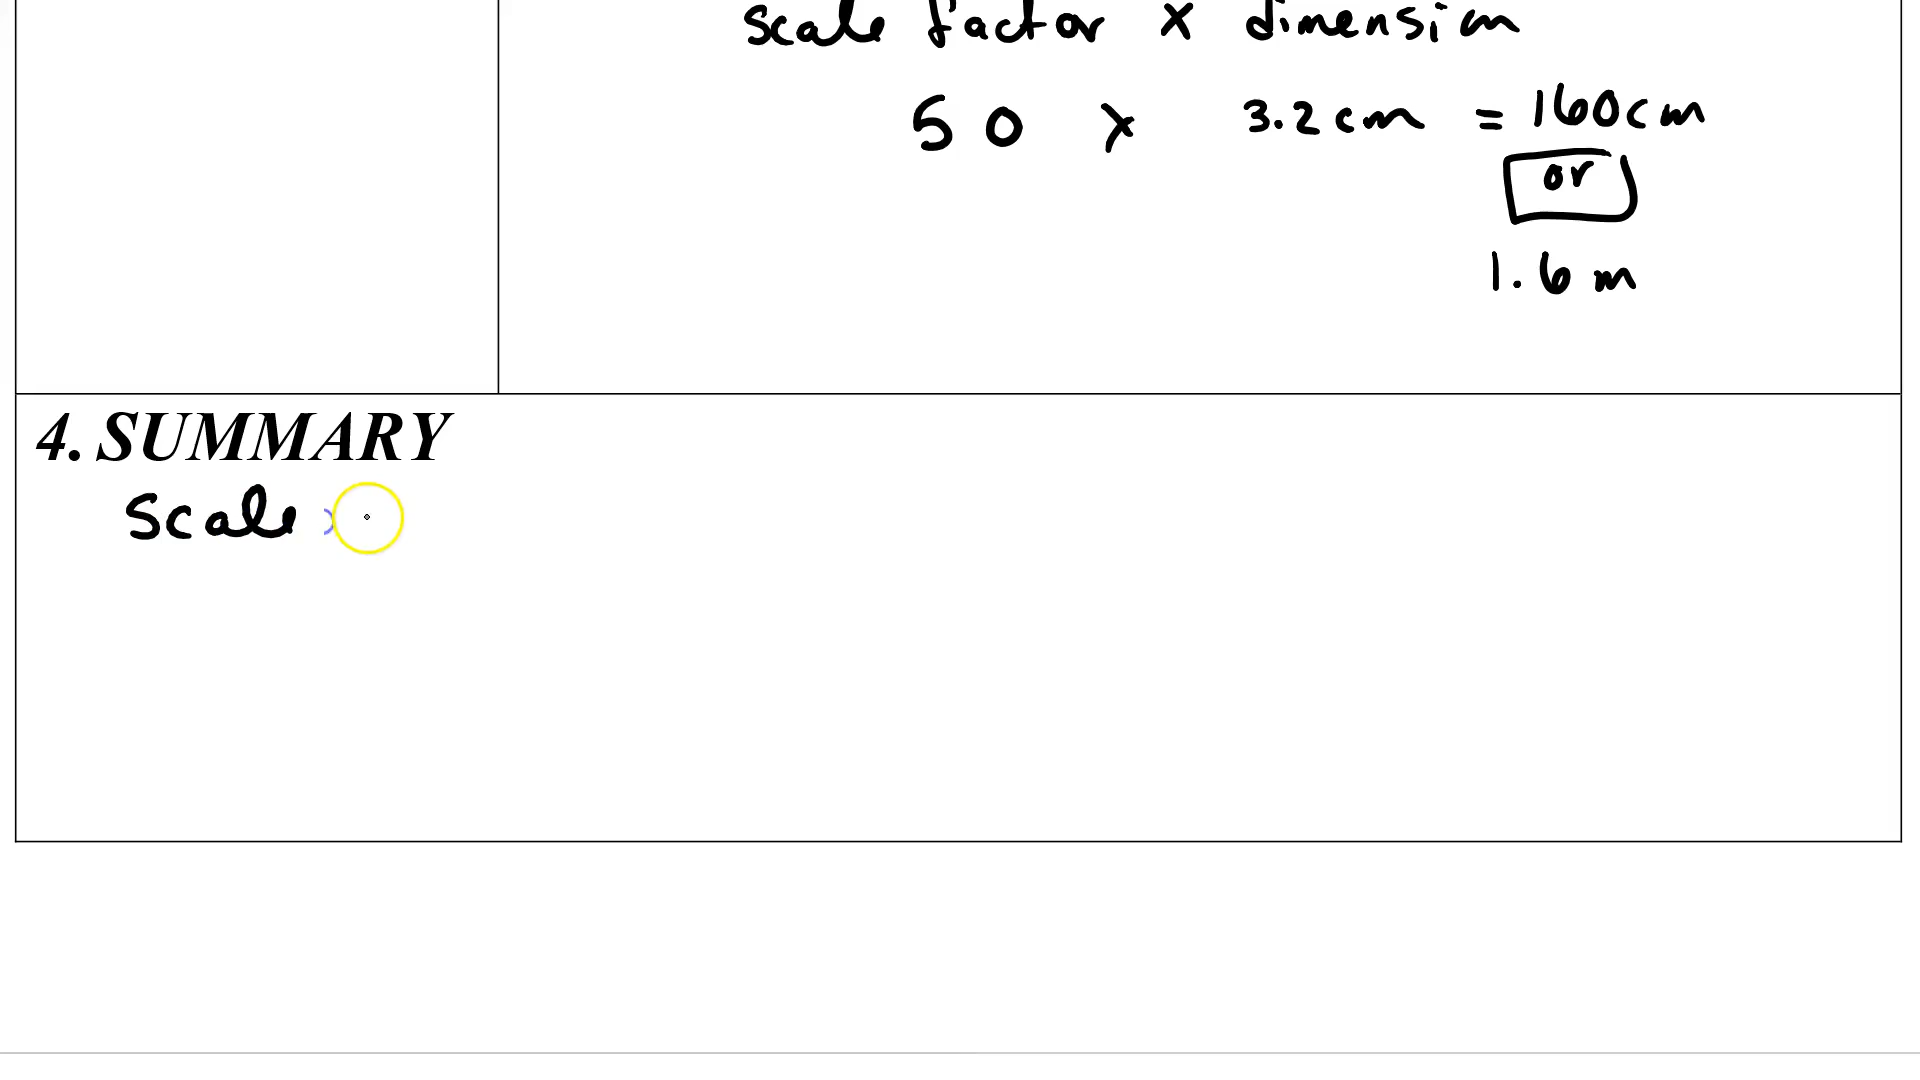 scale factor x dimension
50 x 3.2 cm = 160 cm
or
1.6 m
4. SUMMARY
Scale